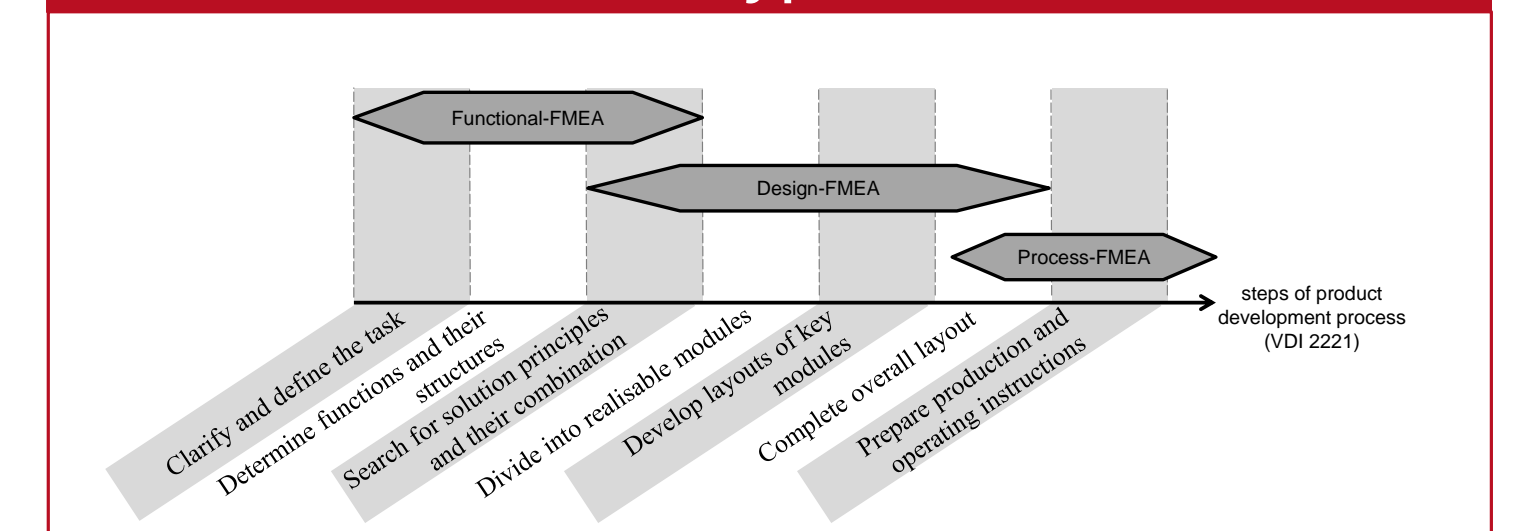 Functional-FMEA
Design-FMEA
Process-FMEA
steps of product
development process
(VDI 2221)
Clarify and define the task
Determine functions and their
structures
Search for solution principles
and their combination
Divide into realisable modules
Develop layouts of key
modules
Complete overall layout
Prepare production and
operating instructions